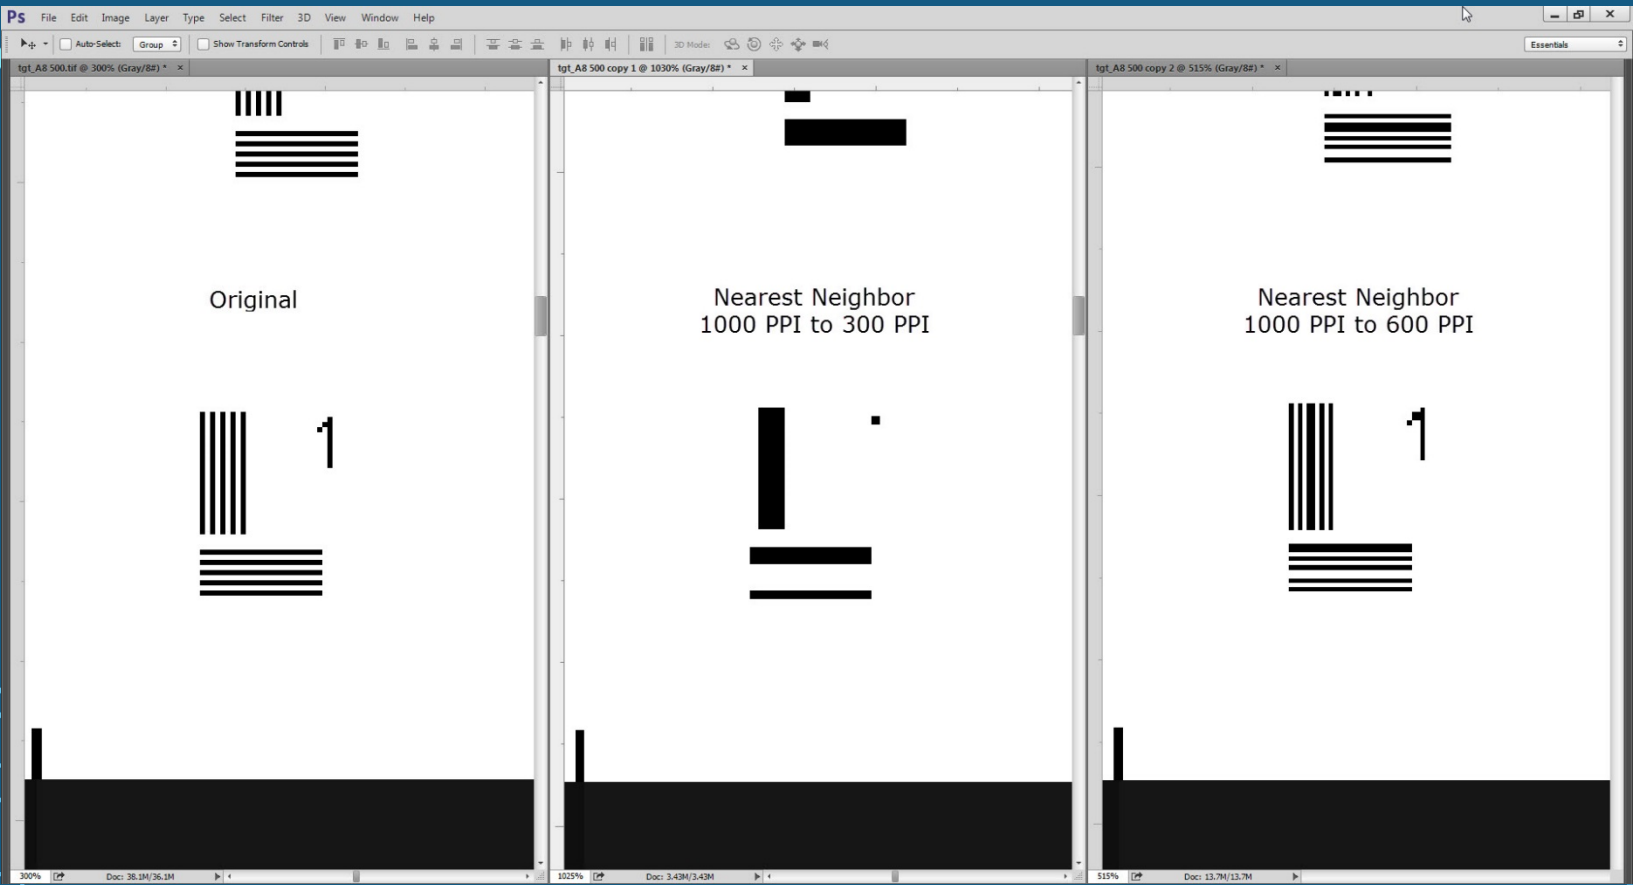 Ps File Edit Image Layer Type Select Filter 3D View Window Help
Auto-Select: Group Show Transform Controls 3D Mode: Essentials
tgt_A8 500.tif @ 300% (Gray/8#) * ×
tgt_A8 500 copy 1 @ 1030% (Gray/8#) * ×
tgt_A8 500 copy 2 @ 515% (Gray/8#) * ×
Original
Nearest Neighbor
1000 PPI to 300 PPI
Nearest Neighbor
1000 PPI to 600 PPI
1
1
300% Doc: 38.1M/36.1M
1025% Doc: 3.43M/3.43M
515% Doc: 13.7M/13.7M